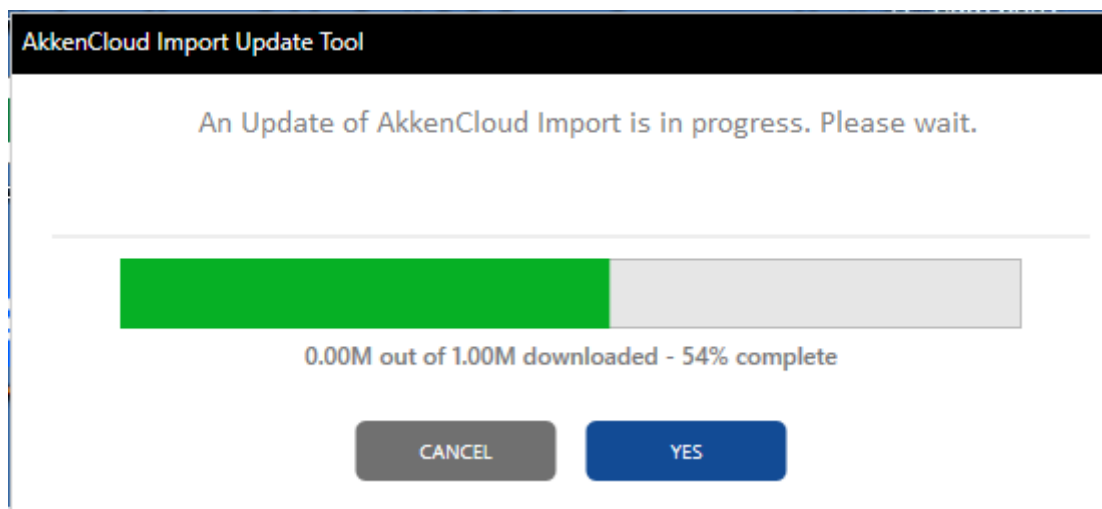 AkkenCloud Import Update Tool
An Update of AkkenCloud Import is in progress. Please wait.
0.00M out of 1.00M downloaded - 54% complete
CANCEL
YES